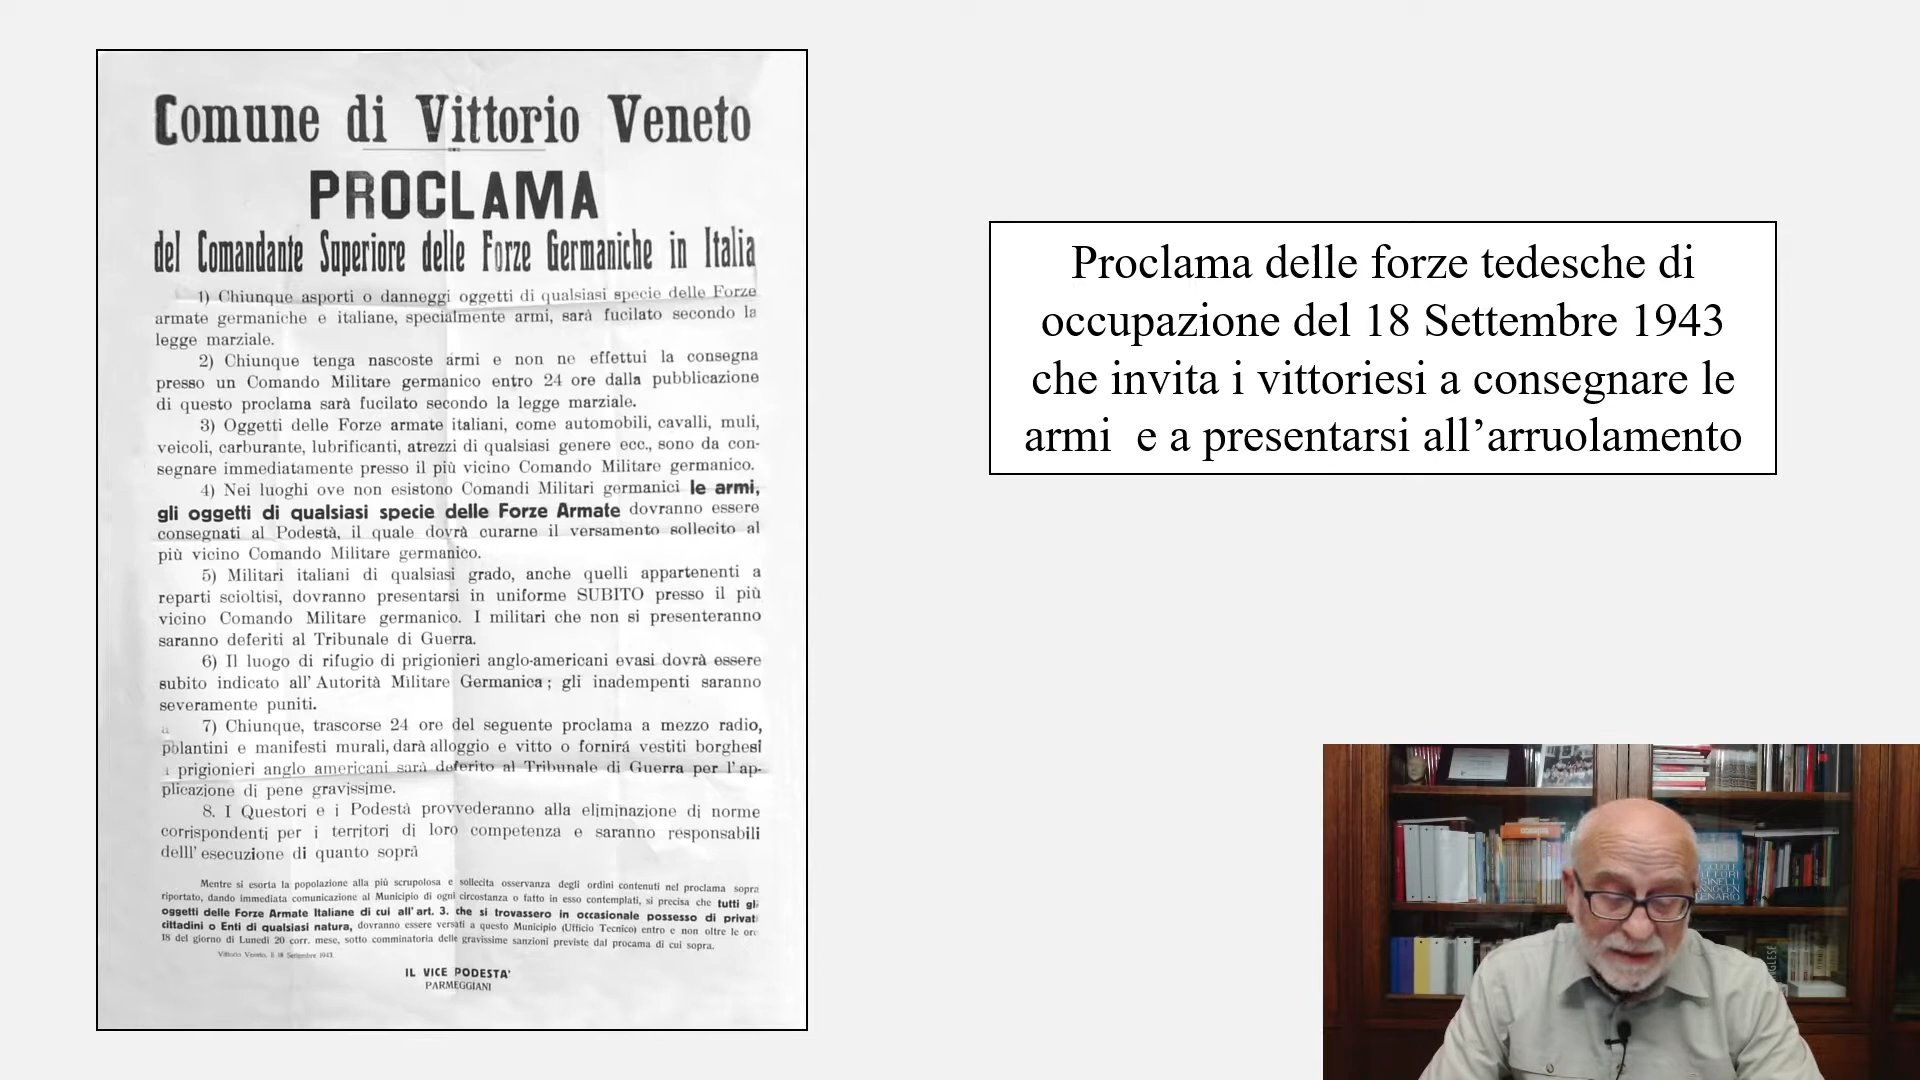 Comune di Vittorio Veneto
PROCLAMA
del Comandante Superiore delle Forze Germaniche in Italia
1) Chiunque asporti o danneggi oggetti di qualsiasi specie delle Forze
armate germaniche e italiane, specialmente armi, sarà fucilato secondo la
legge marziale.
2) Chiunque tenga nascoste armi e non ne effettui la consegna
presso un Comando Militare germanico entro 24 ore dalla pubblicazione
di questo proclama sarà fucilato secondo la legge marziale.
3) Oggetti delle Forze armate italiani, come automobili, cavalli, muli,
veicoli, carburante, lubrificanti, atrezzi di qualsiasi genere ecc., sono da con-
segnare immediatamente presso il più vicino Comando Militare germanico.
4) Nei luoghi ove non esistono Comandi Militari germanici le armi,
gli oggetti di qualsiasi specie delle Forze Armate dovranno essere
consegnati al Podestà, il quale dovrà curarne il versamento sollecito al
più vicino Comando Militare germanico.
5) Militari italiani di qualsiasi grado, anche quelli appartenenti a
reparti scioltisi, dovranno presentarsi in uniforme SUBITO presso il più
vicino Comando Militare germanico. I militari che non si presenteranno
saranno deferiti al Tribunale di Guerra.
6) Il luogo di rifugio di prigionieri anglo-americani evasi dovrà essere
subito indicato all' Autorità Militare Germanica ; gli inadempenti saranno
severamente puniti.
7) Chiunque, trascorse 24 ore del seguente proclama a mezzo radio,
polantini e manifesti murali, darà alloggio e vitto o fornirá vestiti borghesi
a prigionieri anglo americani sarà deferito al Tribunale di Guerra per l' ap-
plicazione di pene gravissime.
8. I Questori e i Podestà provvederanno alla eliminazione di norme
corrispondenti per i territori di loro competenza e saranno responsabili
delll' esecuzione di quanto soprà
Mentre si esorta la popolazione alla più scrupolosa e sollecita osservanza degli ordini contenuti nel proclama sopra
riportato, dando immediata comunicazione al Municipio di ogni circostanza o fatto in esso contemplati, si precisa che tutti gli
oggetti delle Forze Armate Italiane di cui all' art. 3. che si trovassero in occasionale possesso di privati
cittadini o Enti di qualsiasi natura, dovranno essere versati a questo Municipio (Ufficio Tecnico) entro e non oltre le ore
18 del giorno di Lunedì 20 corr. mese, sotto comminatoria delle gravissime sanzioni previste dal procama di cui sopra.
Vittorio Veneto, li 18 Settembre 1943.
IL VICE PODESTA'
PARMEGGIANI
Proclama delle forze tedesche di
occupazione del 18 Settembre 1943
che invita i vittoriesi a consegnare le
armi e a presentarsi all'arruolamento